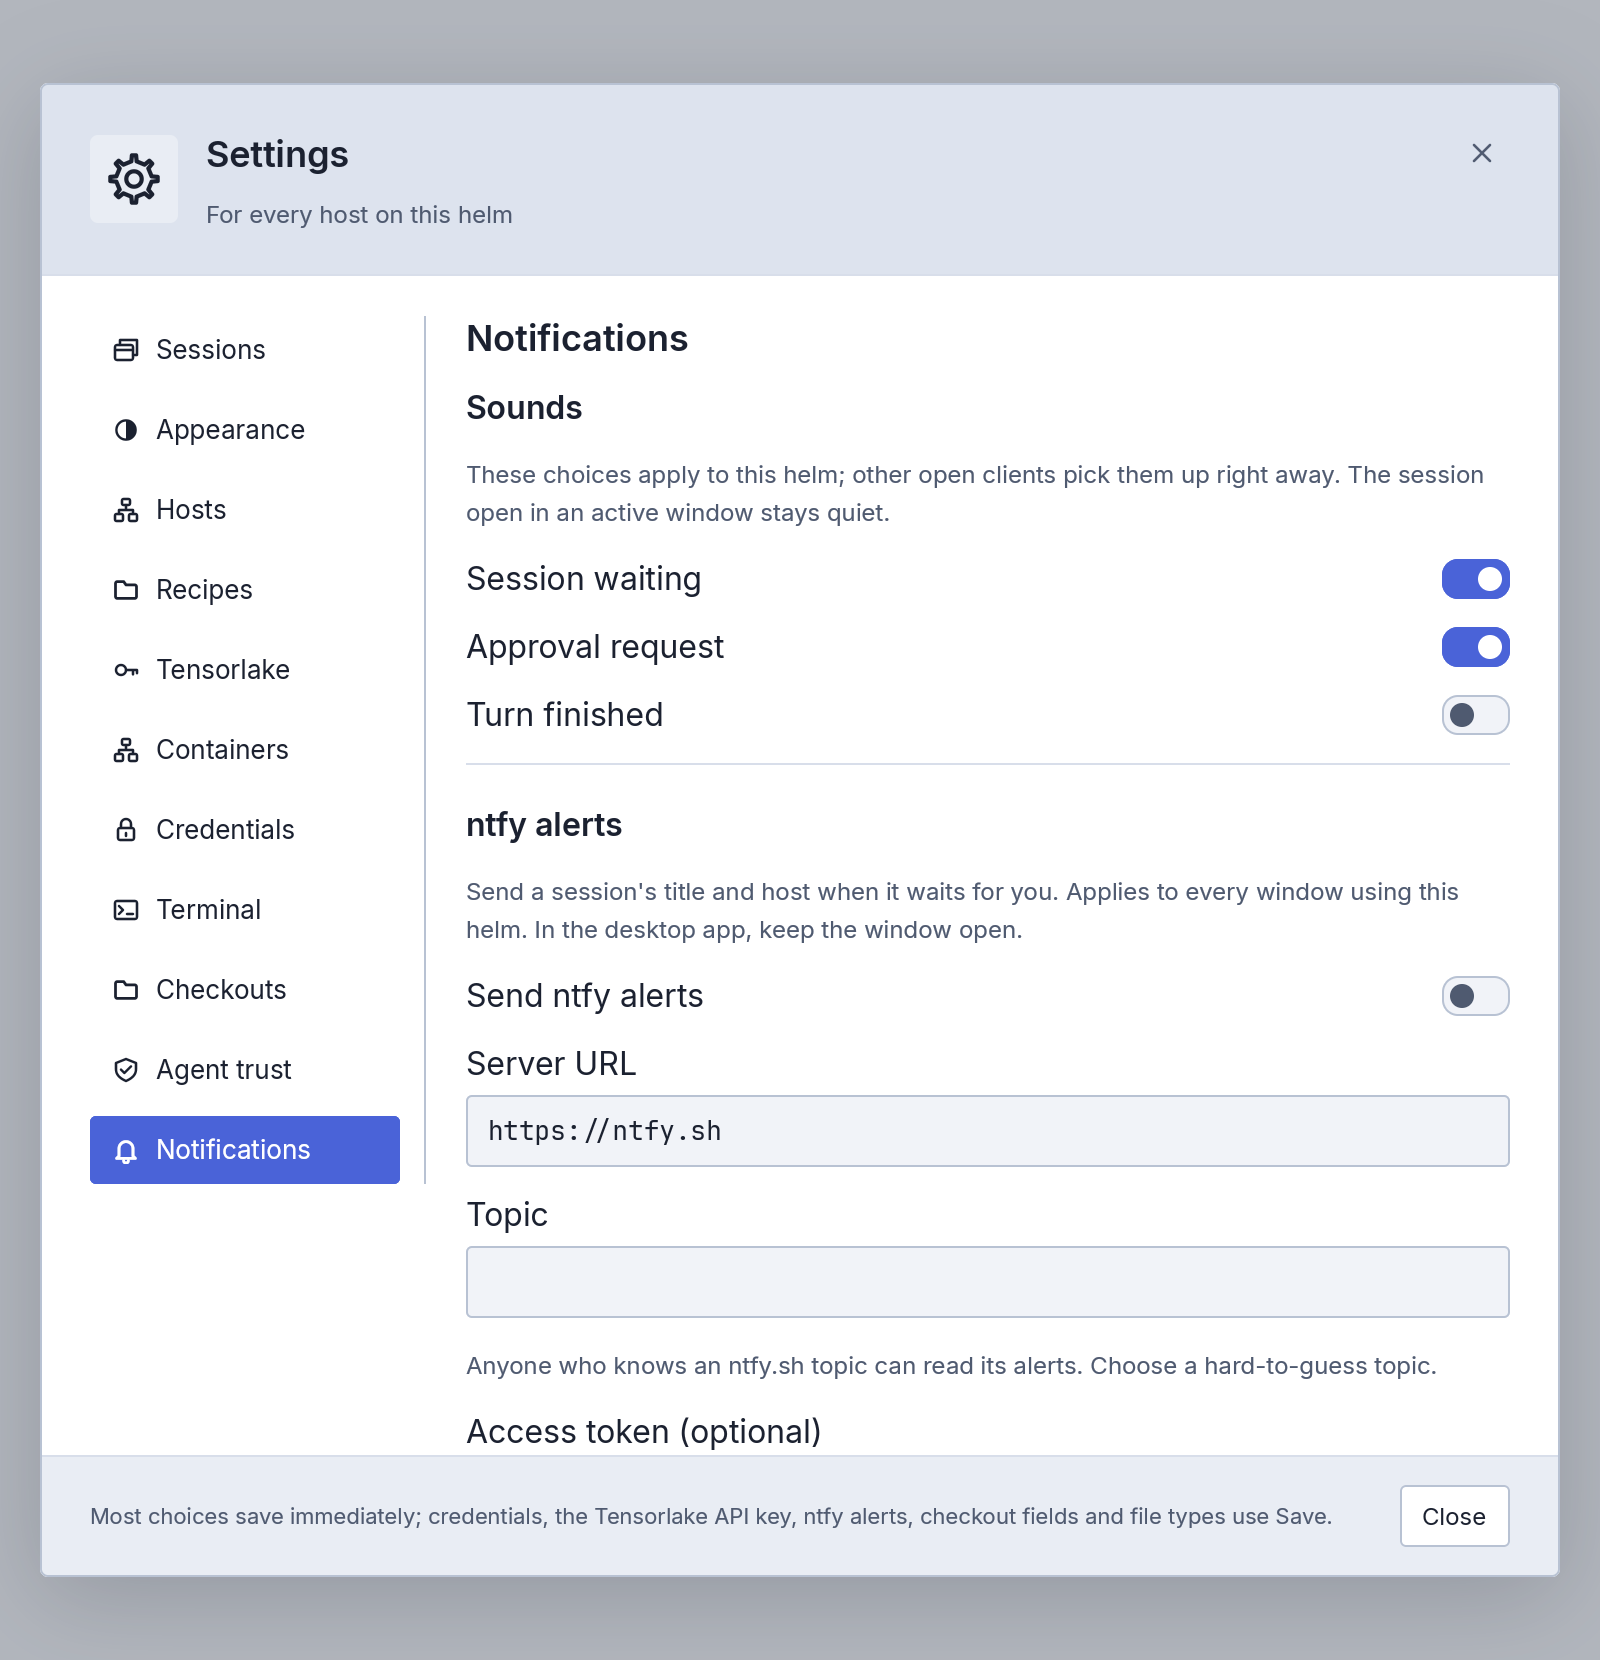 Settings
For every host on this helm
Sessions
Appearance
Hosts
Recipes
Tensorlake
Containers
Credentials
Terminal
Checkouts
Agent trust
Notifications
Notifications
Sounds
These choices apply to this helm; other open clients pick them up right away. The session
open in an active window stays quiet.
Session waiting
Approval request
Turn finished
ntfy alerts
Send a session's title and host when it waits for you. Applies to every window using this
helm. In the desktop app, keep the window open.
Send ntfy alerts
Server URL
https://ntfy.sh
Topic
Anyone who knows an ntfy.sh topic can read its alerts. Choose a hard-to-guess topic.
Access token (optional)
Most choices save immediately; credentials, the Tensorlake API key, ntfy alerts, checkout fields and file types use Save.
Close